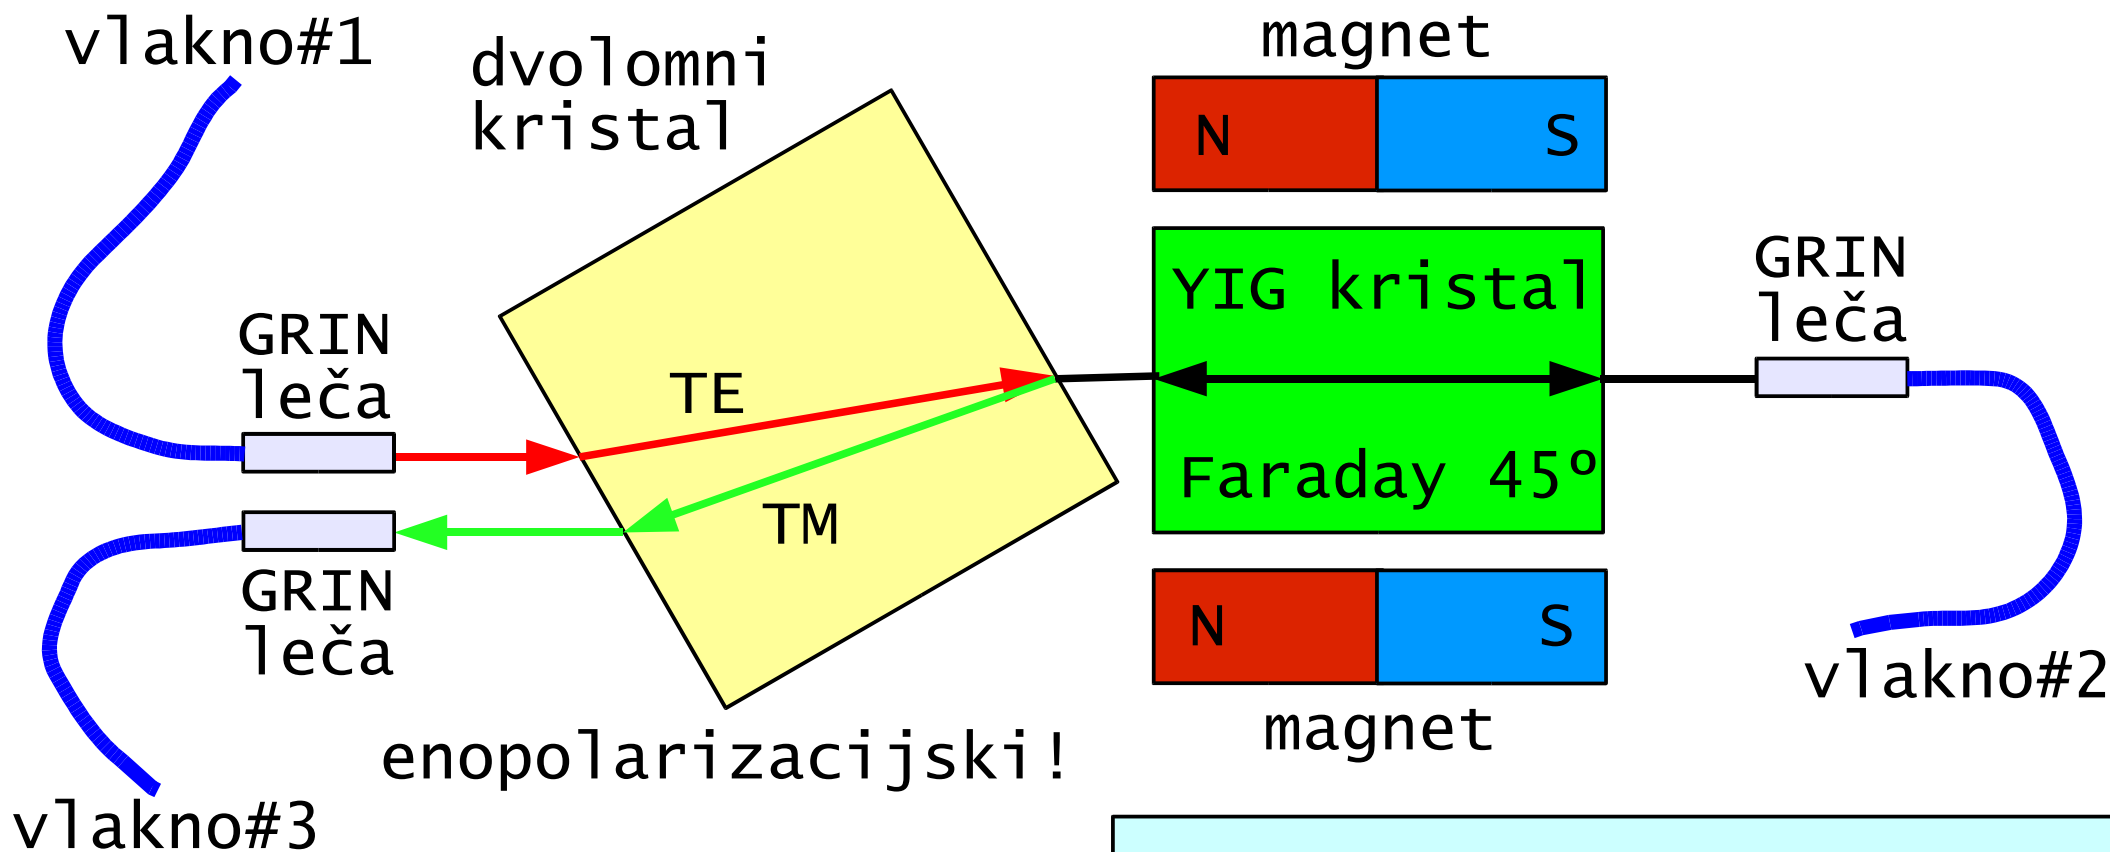 vlakno#1
dvolomni
kristal
magnet
N
S
GRIN
leča
TE
TM
YIG kristal
Faraday 45º
GRIN
leča
GRIN
leča
N
S
magnet
vlakno#2
enopolarizacijski!
vlakno#3